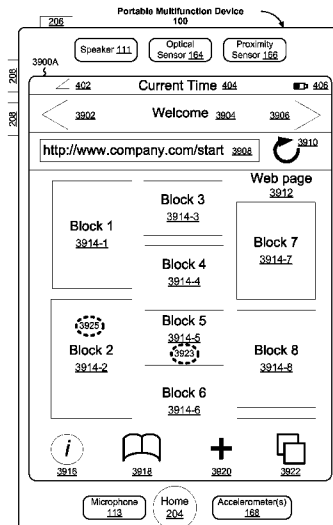 Portable Multifunction Device
100
206
Speaker 111
Optical
Sensor 164
Proximity
Sensor 166
3900A
208
208
402
Current Time 404
406
3902
Welcome 3904
3906
http://www.company.com/start 3908
3910
Web page
3912
Block 1
3914-1
Block 2
3914-2
3925
Block 3
3914-3
Block 4
3914-4
Block 5
3914-5
3923
Block 6
3914-6
Block 7
3914-7
Block 8
3914-8
i
3916
3918
3920
3922
Microphone
113
Home
204
Accelerometer(s)
168